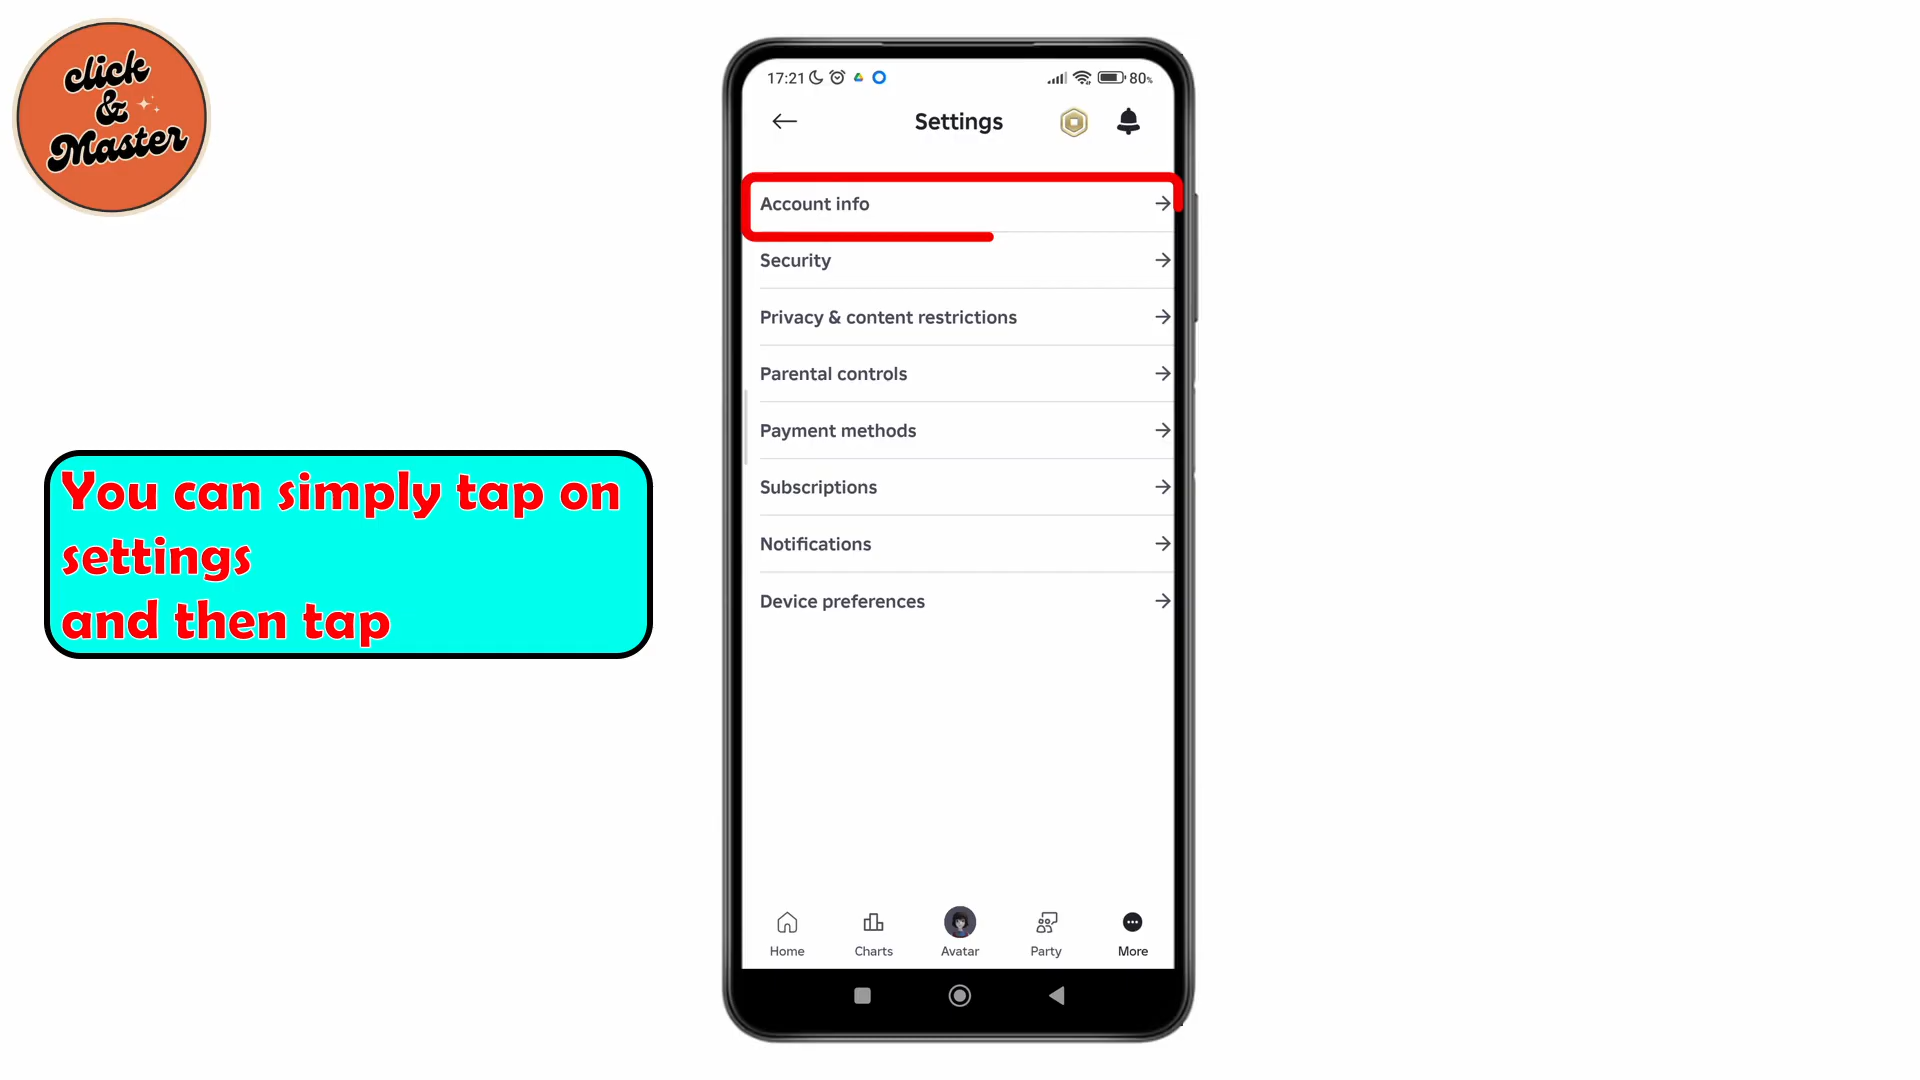 click
&
Master
17:21
80%
Settings
Account info
Security
Privacy & content restrictions
Parental controls
Payment methods
Subscriptions
Notifications
Device preferences
You can simply tap on
settings
and then tap
Home
Charts
Avatar
Party
More